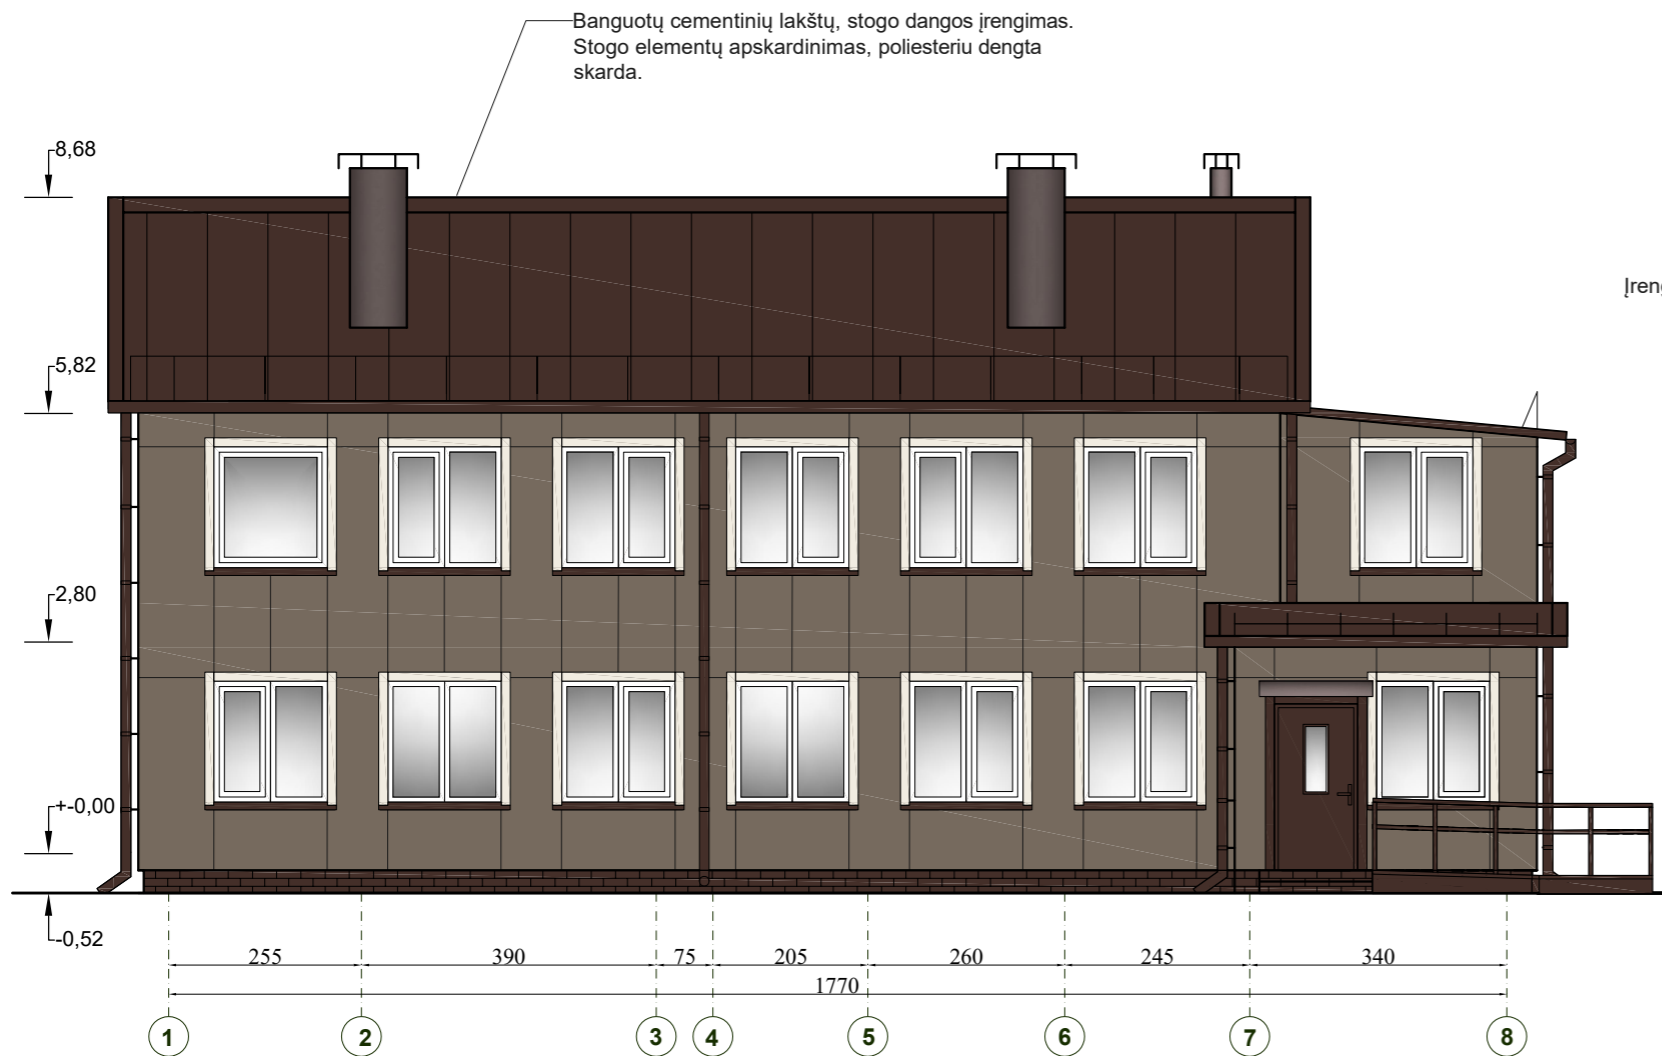 Banguotų cementinių lakštų, stogo dangos įrengimas.
Stogo elementų apskardinimas, poliesteriu dengta
skarda.
8,68
5,82
2,80
+-0,00
-0,52
255 390 75 205 260 245 340
1770
1 2 3 4 5 6 7 8